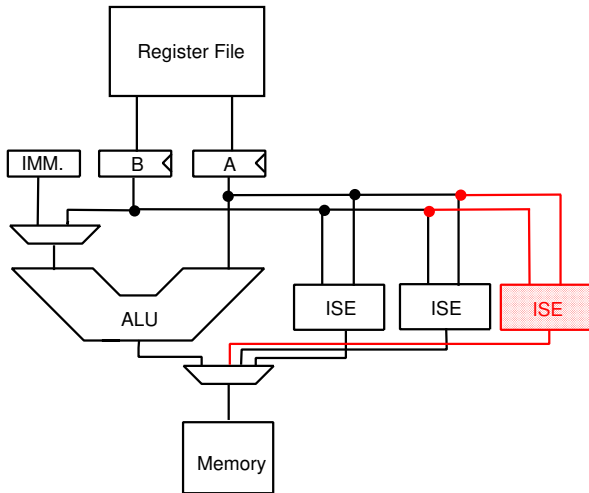 Register File
IMM.
B
A
ALU
ISE
ISE
ISE
Memory